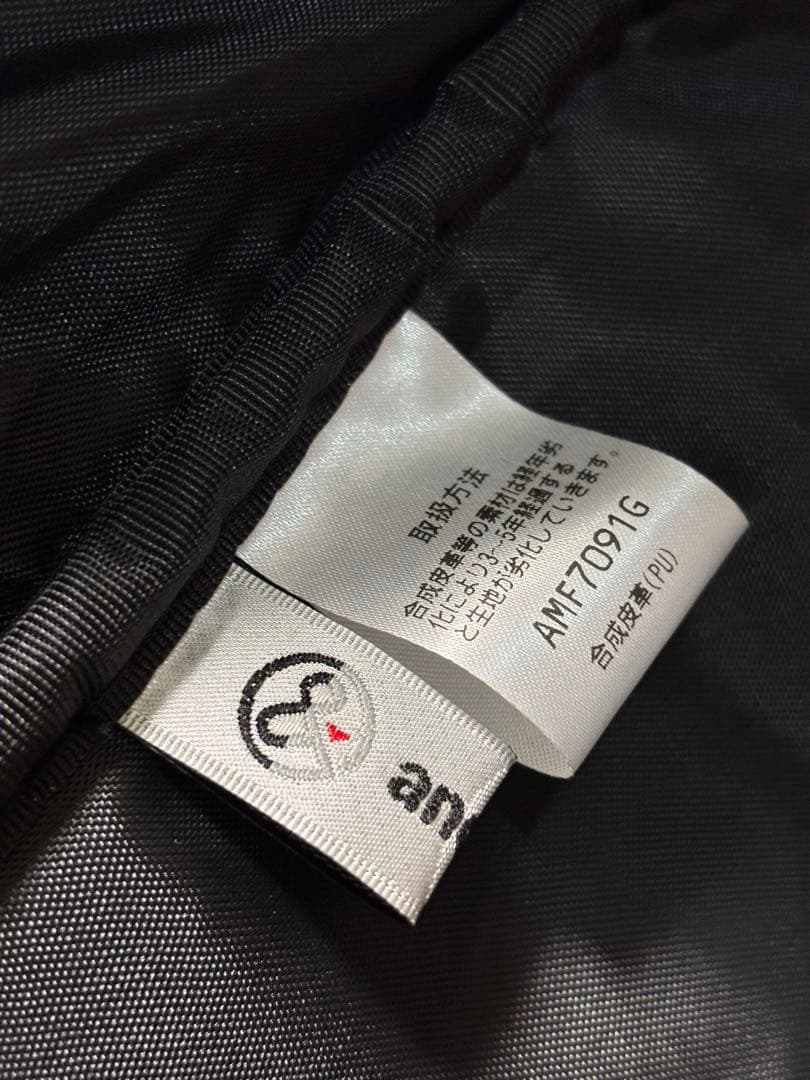 取扱方法
合成皮革等の素材は経年劣
化により3~5年経過する
と生地が劣化していきます。
AMF7091G
合成皮革(PU)
an